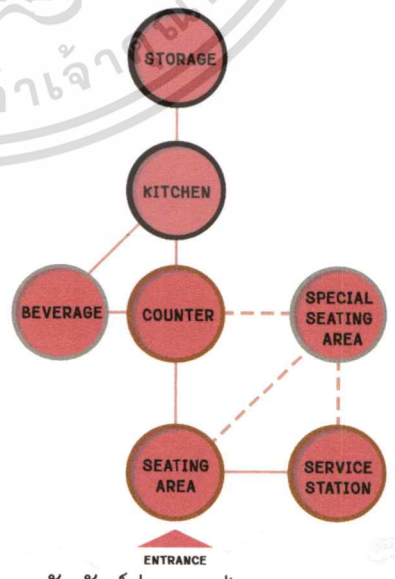 STORAGE
KITCHEN
BEVERAGE
COUNTER
SPECIAL
SEATING
AREA
SEATING
AREA
SERVICE
STATION
ENTRANCE